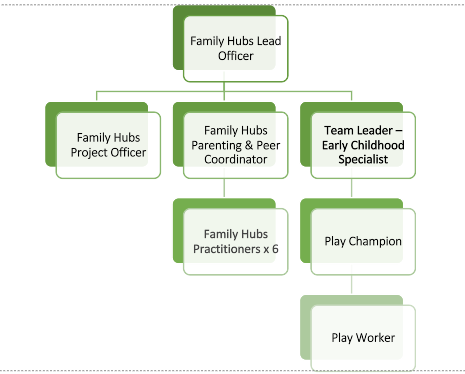 Family Hubs Lead
Officer
Family Hubs
Project Officer
Family Hubs
Parenting & Peer
Coordinator
Team Leader –
Early Childhood
Specialist
Family Hubs
Practitioners x 6
Play Champion
Play Worker